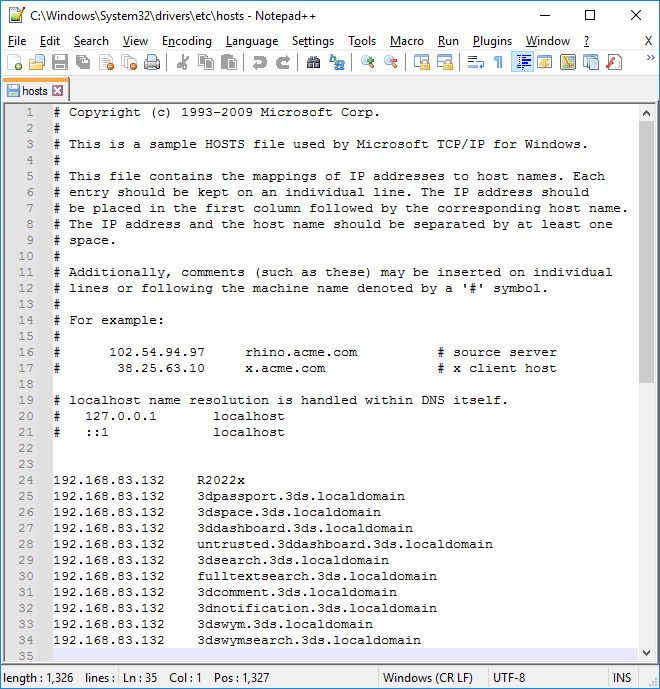 C:\Windows\System32\drivers\etc\hosts - Notepad++
File Edit Search View Encoding Language Settings Tools Macro Run Plugins Window ? X
hosts
1 # Copyright (c) 1993-2009 Microsoft Corp.
2 #
3 # This is a sample HOSTS file used by Microsoft TCP/IP for Windows.
4 #
5 # This file contains the mappings of IP addresses to host names. Each
6 # entry should be kept on an individual line. The IP address should
7 # be placed in the first column followed by the corresponding host name.
8 # The IP address and the host name should be separated by at least one
9 # space.
10 #
11 # Additionally, comments (such as these) may be inserted on individual
12 # lines or following the machine name denoted by a '#' symbol.
13 #
14 # For example:
15 #
16 #      102.54.94.97     rhino.acme.com          # source server
17 #       38.25.63.10     x.acme.com              # x client host
18
19 # localhost name resolution is handled within DNS itself.
20 #   127.0.0.1       localhost
21 #   ::1             localhost
22
23
24 192.168.83.132    R2022x
25 192.168.83.132    3dpassport.3ds.localdomain
26 192.168.83.132    3dspace.3ds.localdomain
27 192.168.83.132    3ddashboard.3ds.localdomain
28 192.168.83.132    untrusted.3ddashboard.3ds.localdomain
29 192.168.83.132    3dsearch.3ds.localdomain
30 192.168.83.132    fulltextsearch.3ds.localdomain
31 192.168.83.132    3dcomment.3ds.localdomain
32 192.168.83.132    3dnotification.3ds.localdomain
33 192.168.83.132    3dswym.3ds.localdomain
34 192.168.83.132    3dswymsearch.3ds.localdomain
35
length : 1,326 lines : Ln : 35 Col : 1 Pos : 1,327 Windows (CR LF) UTF-8 INS